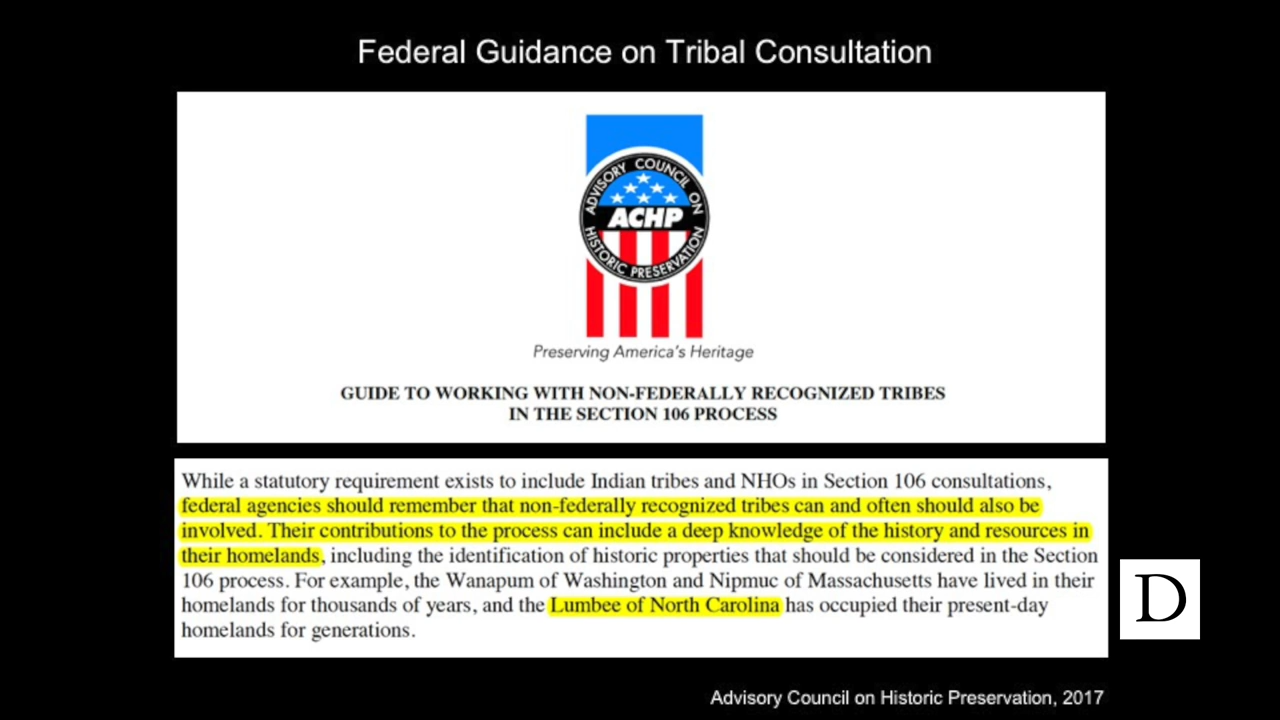 Federal Guidance on Tribal Consultation
ADVISORY COUNCIL ON
ACHP
HISTORIC PRESERVATION
Preserving America's Heritage
GUIDE TO WORKING WITH NON-FEDERALLY RECOGNIZED TRIBES
IN THE SECTION 106 PROCESS
While a statutory requirement exists to include Indian tribes and NHOs in Section 106 consultations,
federal agencies should remember that non-federally recognized tribes can and often should also be
involved. Their contributions to the process can include a deep knowledge of the history and resources in
their homelands, including the identification of historic properties that should be considered in the Section
106 process. For example, the Wanapum of Washington and Nipmuc of Massachusetts have lived in their
homelands for thousands of years, and the Lumbee of North Carolina has occupied their present-day
homelands for generations.
D
Advisory Council on Historic Preservation, 2017